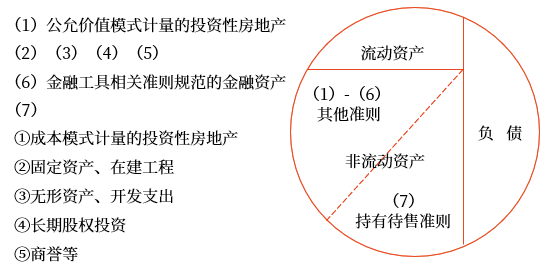 （1）公允价值模式计量的投资性房地产
（2）（3）（4）（5）
（6）金融工具相关准则规范的金融资产
（7）
①成本模式计量的投资性房地产
②固定资产、在建工程
③无形资产、开发支出
④长期股权投资
⑤商誉等
流动资产
（1）-（6）
其他准则
非流动资产
（7）
持有待售准则
负 债